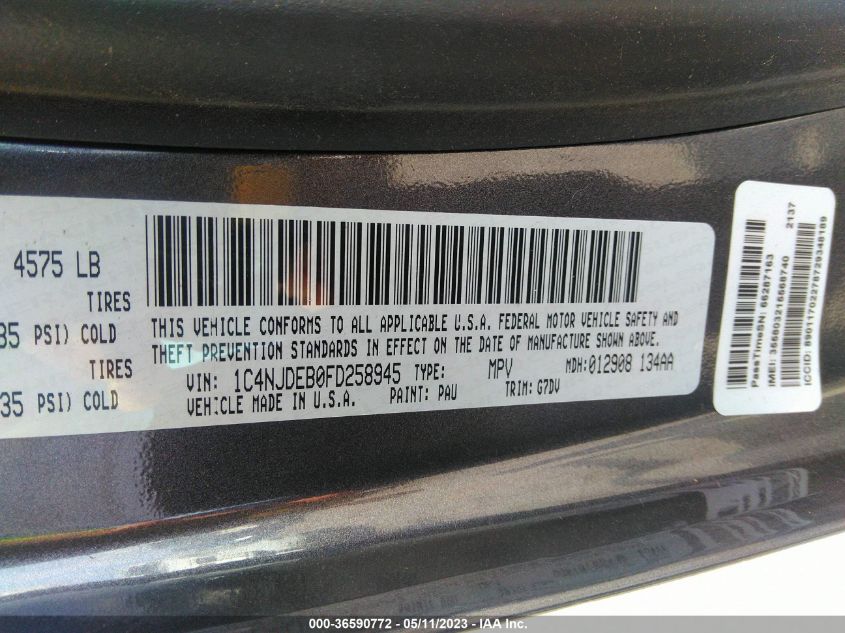 4575 LB
TIRES
35 PSI) COLD
TIRES
35 PSI) COLD
THIS VEHICLE CONFORMS TO ALL APPLICABLE U.S.A. FEDERAL MOTOR VEHICLE SAFETY AND
THEFT PREVENTION STANDARDS IN EFFECT ON THE DATE OF MANUFACTURE SHOWN ABOVE.
VIN: 1C4NJDEB0FD258945 TYPE: MPV MDH:012908 134AA
VEHICLE MADE IN U.S.A. PAINT: PAU TRIM: G7DV
PassTimeSN: 66287163 2137
IMEI: 355803215568740
ICCID: 89011702278729348189
000-36590772 - 05/11/2023 - IAA Inc.